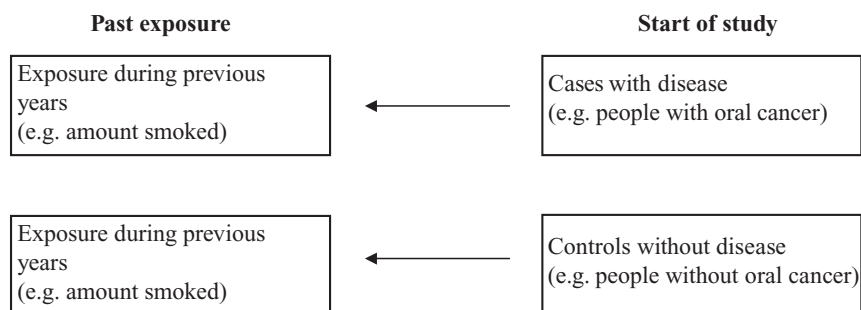 Past exposure
Start of study
Exposure during previous
years
(e.g. amount smoked)
Cases with disease
(e.g. people with oral cancer)
Exposure during previous
years
(e.g. amount smoked)
Controls without disease
(e.g. people without oral cancer)